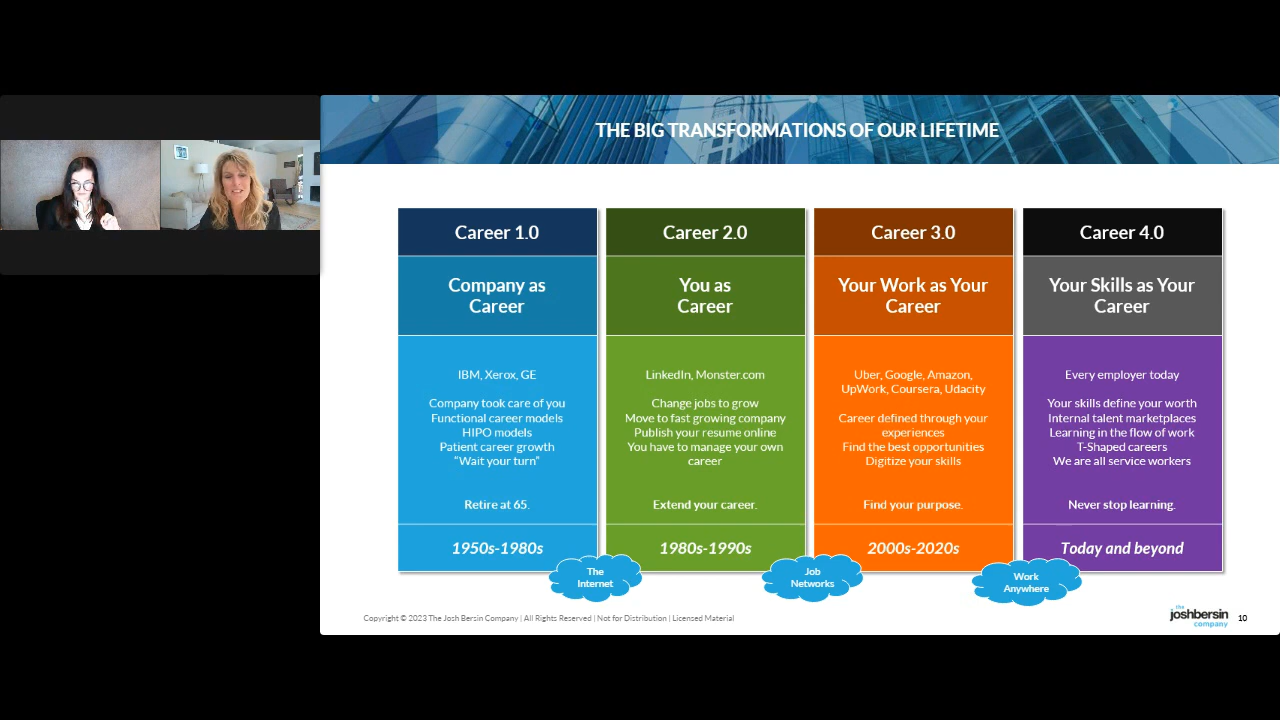 THE BIG TRANSFORMATIONS OF OUR LIFETIME
Career 1.0
Company as
Career
IBM, Xerox, GE
Company took care of you
Functional career models
HIPO models
Patient career growth
“Wait your turn”
Retire at 65.
1950s-1980s
The
Internet
Career 2.0
You as
Career
LinkedIn, Monster.com
Change jobs to grow
Move to fast growing company
Publish your resume online
You have to manage your own
career
Extend your career.
1980s-1990s
Job
Networks
Career 3.0
Your Work as Your
Career
Uber, Google, Amazon,
UpWork, Coursera, Udacity
Career defined through your
experiences
Find the best opportunities
Digitize your skills
Find your purpose.
2000s-2020s
Work
Anywhere
Career 4.0
Your Skills as Your
Career
Every employer today
Your skills define your worth
Internal talent marketplaces
Learning in the flow of work
T-Shaped careers
We are all service workers
Never stop learning.
Today and beyond
Copyright © 2023 The Josh Bersin Company | All Rights Reserved | Not for Distribution | Licensed Material
the
joshbersin
company
10